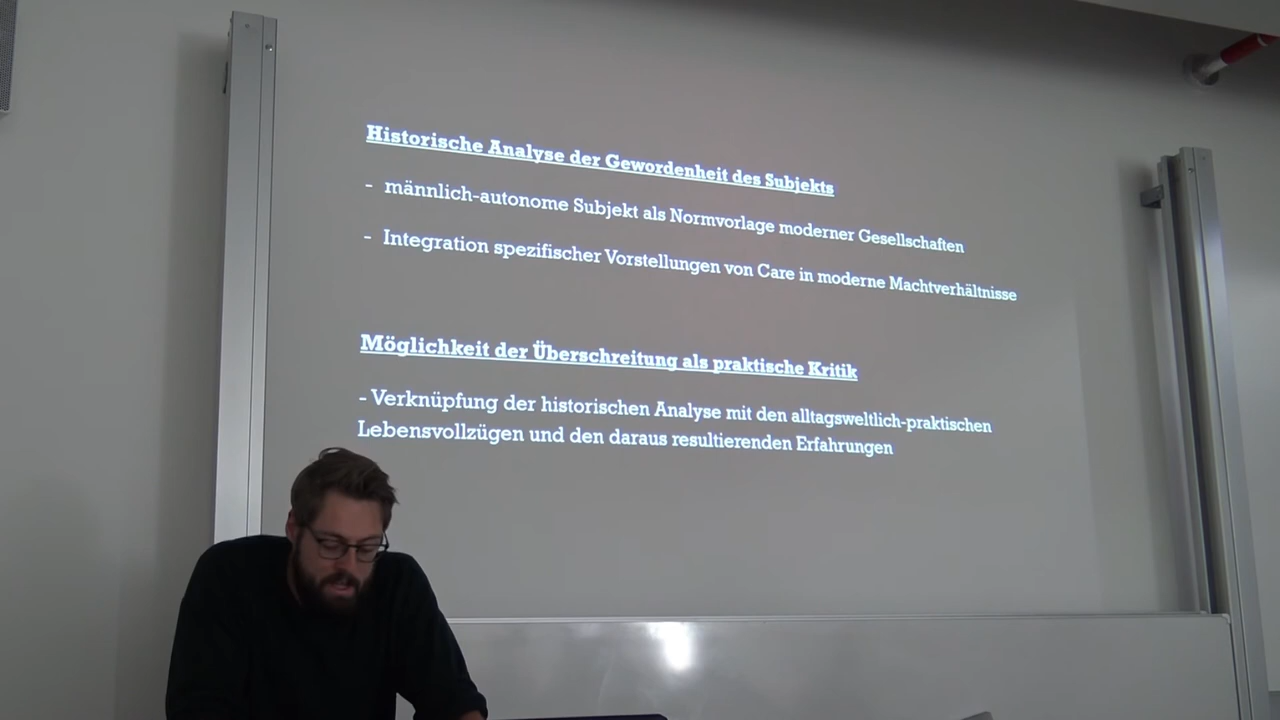 Historische Analyse der Gewordenheit des Subjekts
- männlich-autonome Subjekt als Normvorlage moderner Gesellschaften
- Integration spezifischer Vorstellungen von Care in moderne Machtverhältnisse
Möglichkeit der Überschreitung als praktische Kritik
- Verknüpfung der historischen Analyse mit den alltagsweltlich-praktischen
Lebensvollzügen und den daraus resultierenden Erfahrungen